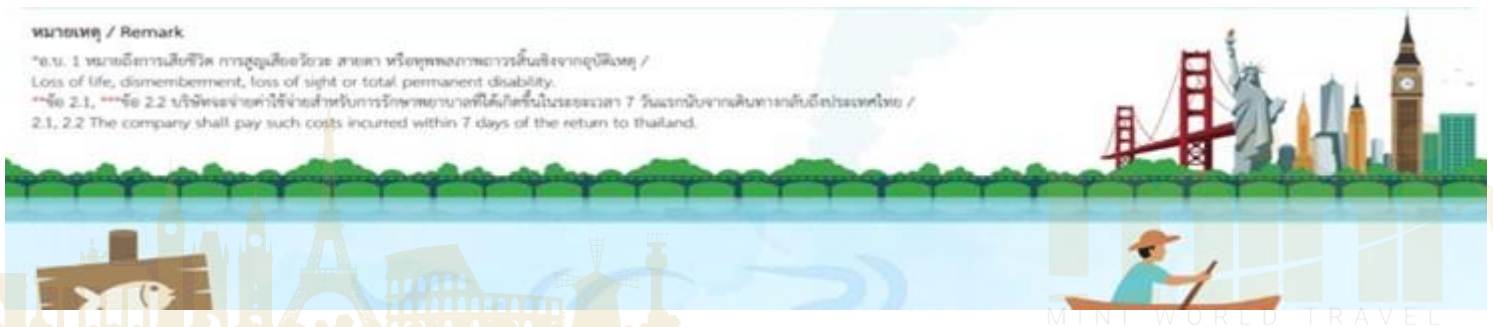 หมายเหตุ / Remark
*อ.บ. 1 หมายถึงการเสียชีวิต การสูญเสียอวัยวะ สายตา หรือทุพพลภาพถาวรสิ้นเชิงจากอุบัติเหตุ /
Loss of life, dismemberment, loss of sight or total permanent disability.
**ข้อ 2.1, ***ข้อ 2.2 บริษัทจะจ่ายค่าใช้จ่ายสำหรับการรักษาพยาบาลที่ได้เกิดขึ้นในระยะเวลา 7 วันแรกนับจากเดินทางกลับถึงประเทศไทย /
2.1, 2.2 The company shall pay such costs incurred within 7 days of the return to thailand.
mini
MINI WORLD TRAVEL